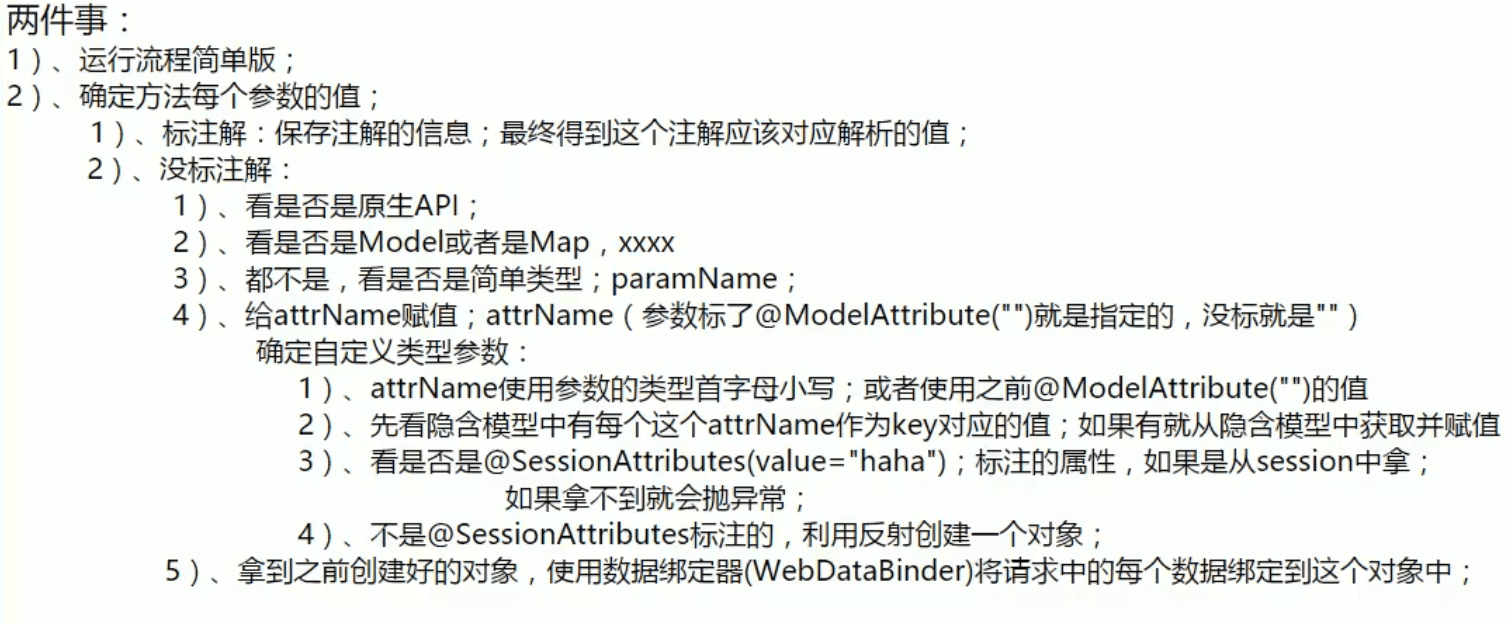 两件事：
1）、运行流程简单版；
2）、确定方法每个参数的值；
1）、标注解：保存注解的信息；最终得到这个注解应该对应解析的值；
2）、没标注解：
1）、看是否是原生API；
2）、看是否是Model或者是Map，xxxx
3）、都不是，看是否是简单类型；paramName；
4）、给attrName赋值；attrName（参数标了@ModelAttribute("")就是指定的，没标就是""）
确定自定义类型参数：
1）、attrName使用参数的类型首字母小写；或者使用之前@ModelAttribute("")的值
2）、先看隐含模型中有每个这个attrName作为key对应的值；如果有就从隐含模型中获取并赋值
3）、看是否是@SessionAttributes(value="haha")；标注的属性，如果是从session中拿；
如果拿不到就会抛异常；
4）、不是@SessionAttributes标注的，利用反射创建一个对象；
5）、拿到之前创建好的对象，使用数据绑定器(WebDataBinder)将请求中的每个数据绑定到这个对象中；